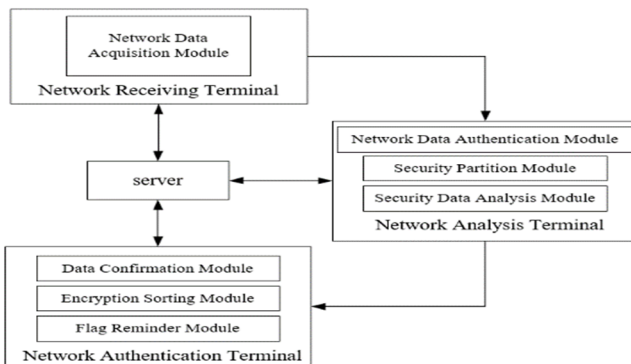 Network Data
Acquisition Module
Network Receiving Terminal
Network Data Authentication Module
Security Partition Module
server
Security Data Analysis Module
Network Analysis Terminal
Data Confirmation Module
Encryption Sorting Module
Flag Reminder Module
Network Authentication Terminal